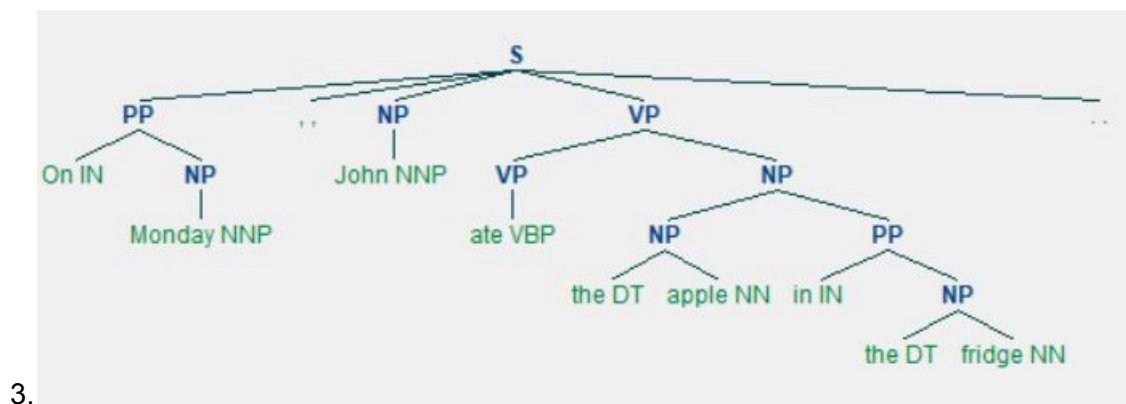 S
PP , , NP VP . .
On IN NP John NNP VP NP
Monday NNP ate VBP NP PP
the DT apple NN in IN NP
the DT fridge NN
3.